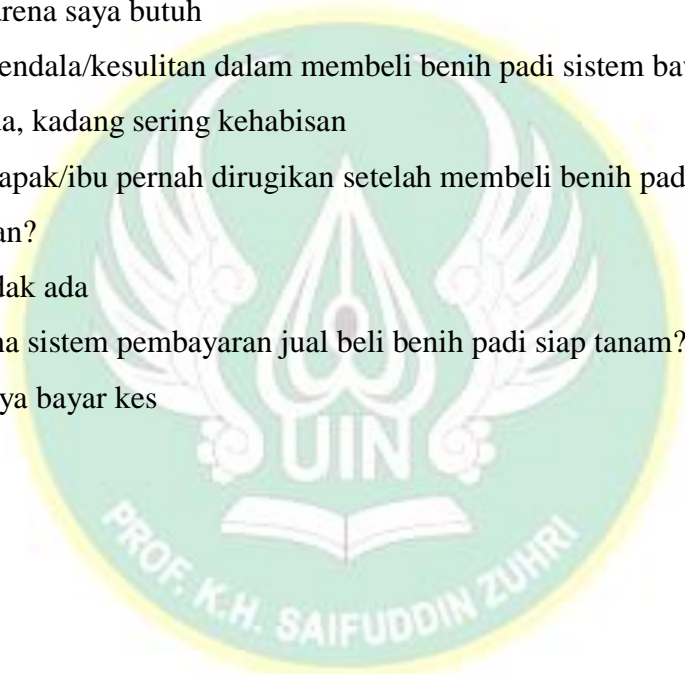 arena saya butuh
endala/kesulitan dalam membeli benih padi sistem ba
a, kadang sering kehabisan
apak/ibu pernah dirugikan setelah membeli benih pad
an?
dak ada
na sistem pembayaran jual beli benih padi siap tanam?
ya bayar kes
UIN
PROF. K.H. SAIFUDDIN ZUHRI